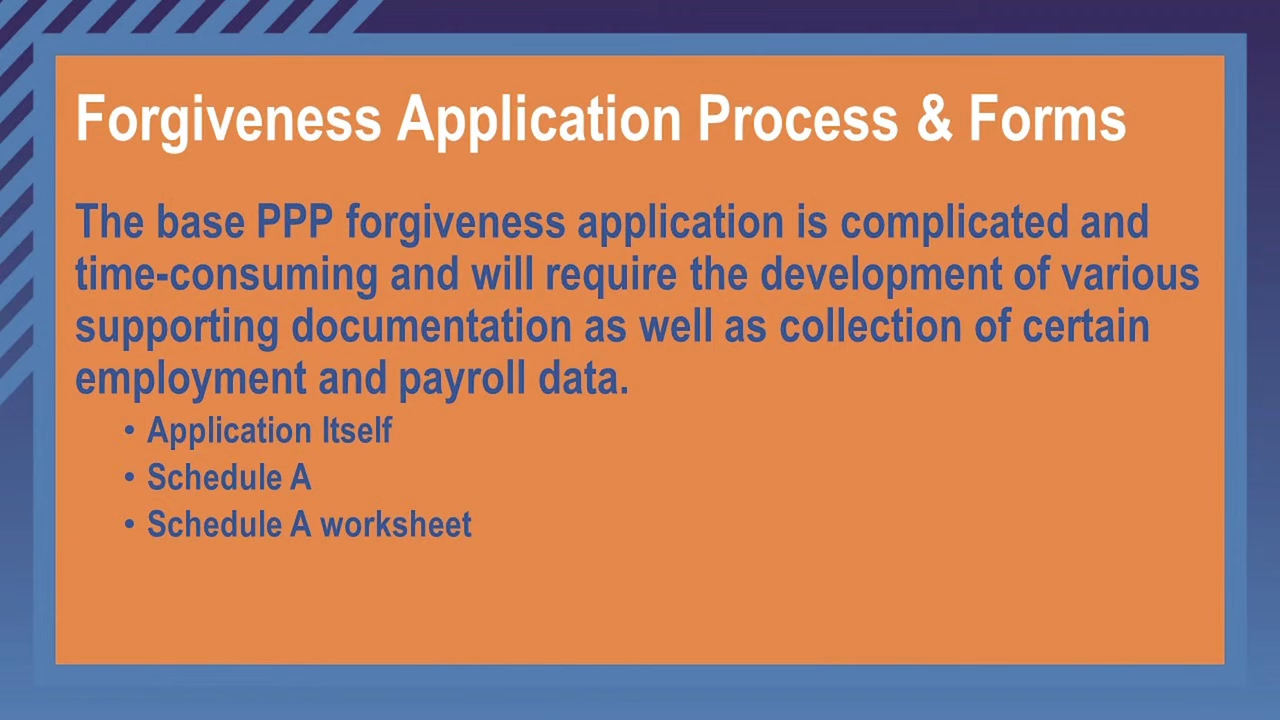 Forgiveness Application Process & Forms
The base PPP forgiveness application is complicated and
time-consuming and will require the development of various
supporting documentation as well as collection of certain
employment and payroll data.
• Application Itself
• Schedule A
• Schedule A worksheet